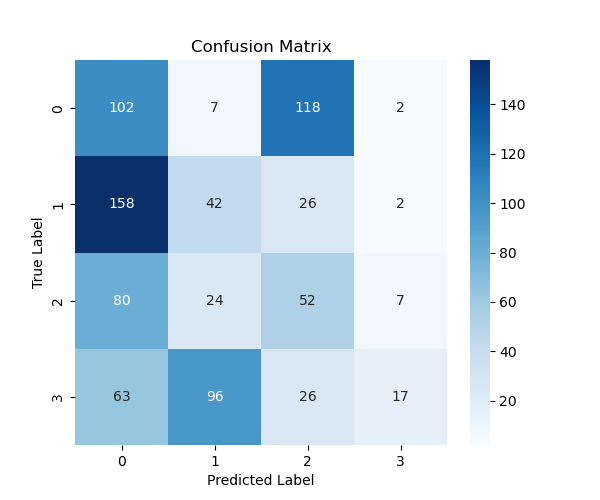 Confusion Matrix
0 102 7 118 2
1 158 42 26 2
2 80 24 52 7
3 63 96 26 17
0 1 2 3
True Label
Predicted Label
140
120
100
80
60
40
20